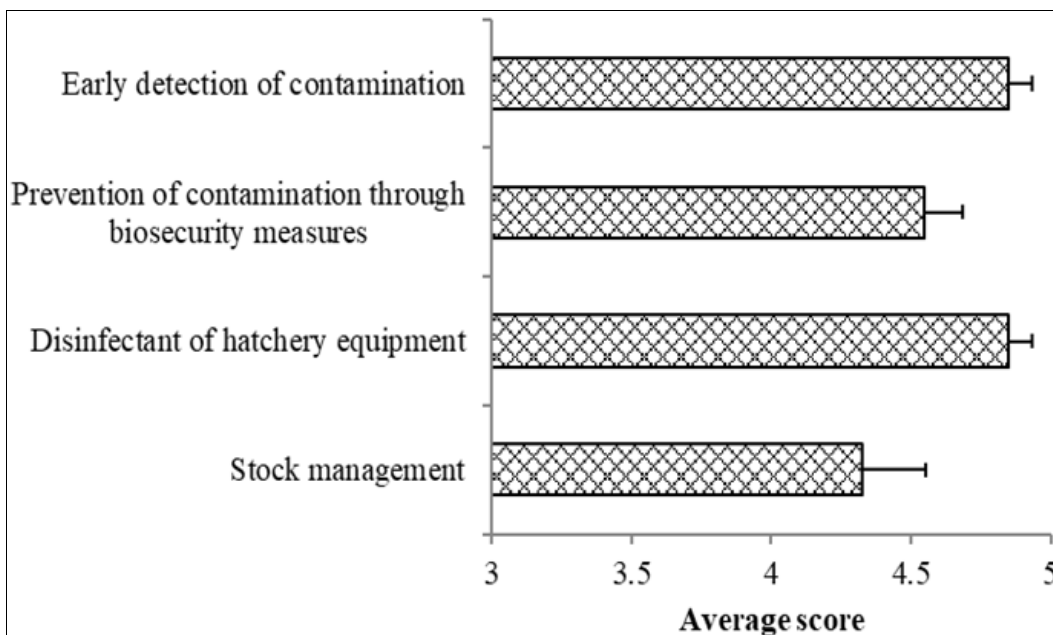 Early detection of contamination
Prevention of contamination through
biosecurity measures
Disinfectant of hatchery equipment
Stock management
3 3.5 4 4.5 5
Average score